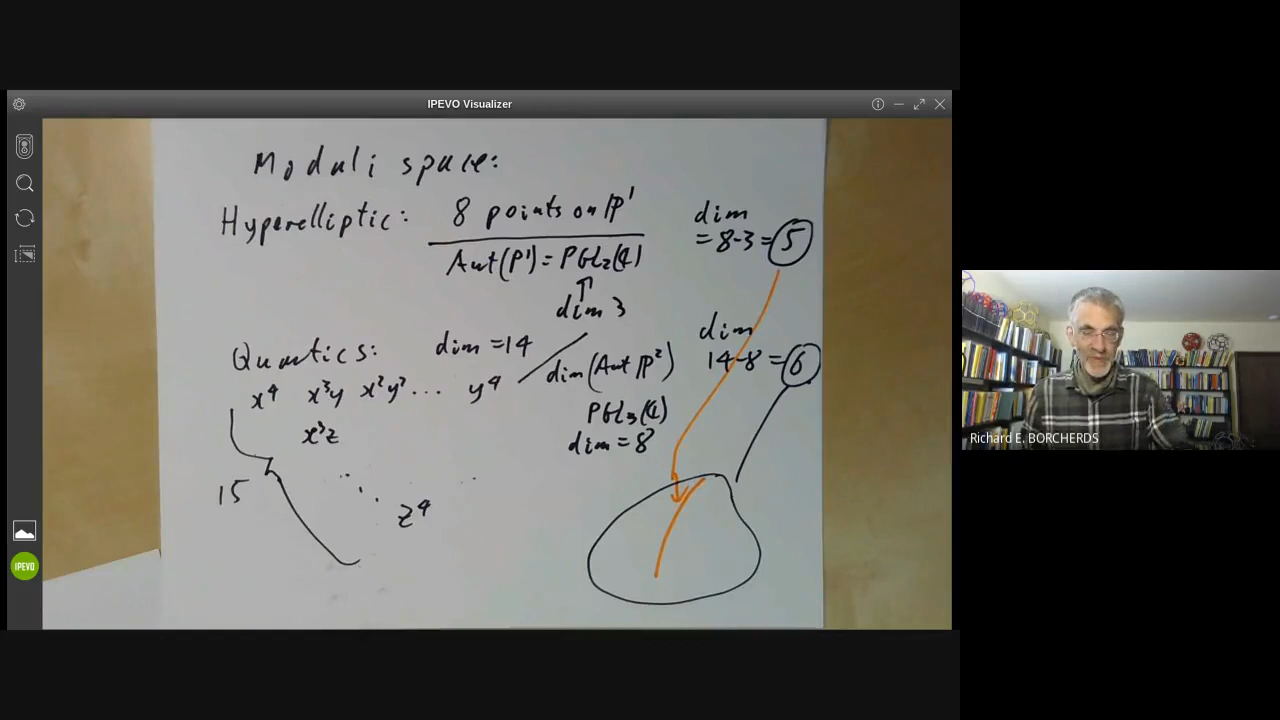 IPEVO Visualizer
Moduli space:
Hyperelliptic: 8 points on ℙ¹
Aut(ℙ¹) = PGL₂(ℂ)
↑
dim 3
dim
= 8-3 = 5
Quartics: dim = 14
x⁴ x³y x²y² ... y⁴
x³z
z⁴
15
dim(Aut ℙ²)
PGL₃(ℂ)
dim = 8
dim
14-8 = 6
IPEVO
Richard E. BORCHERDS